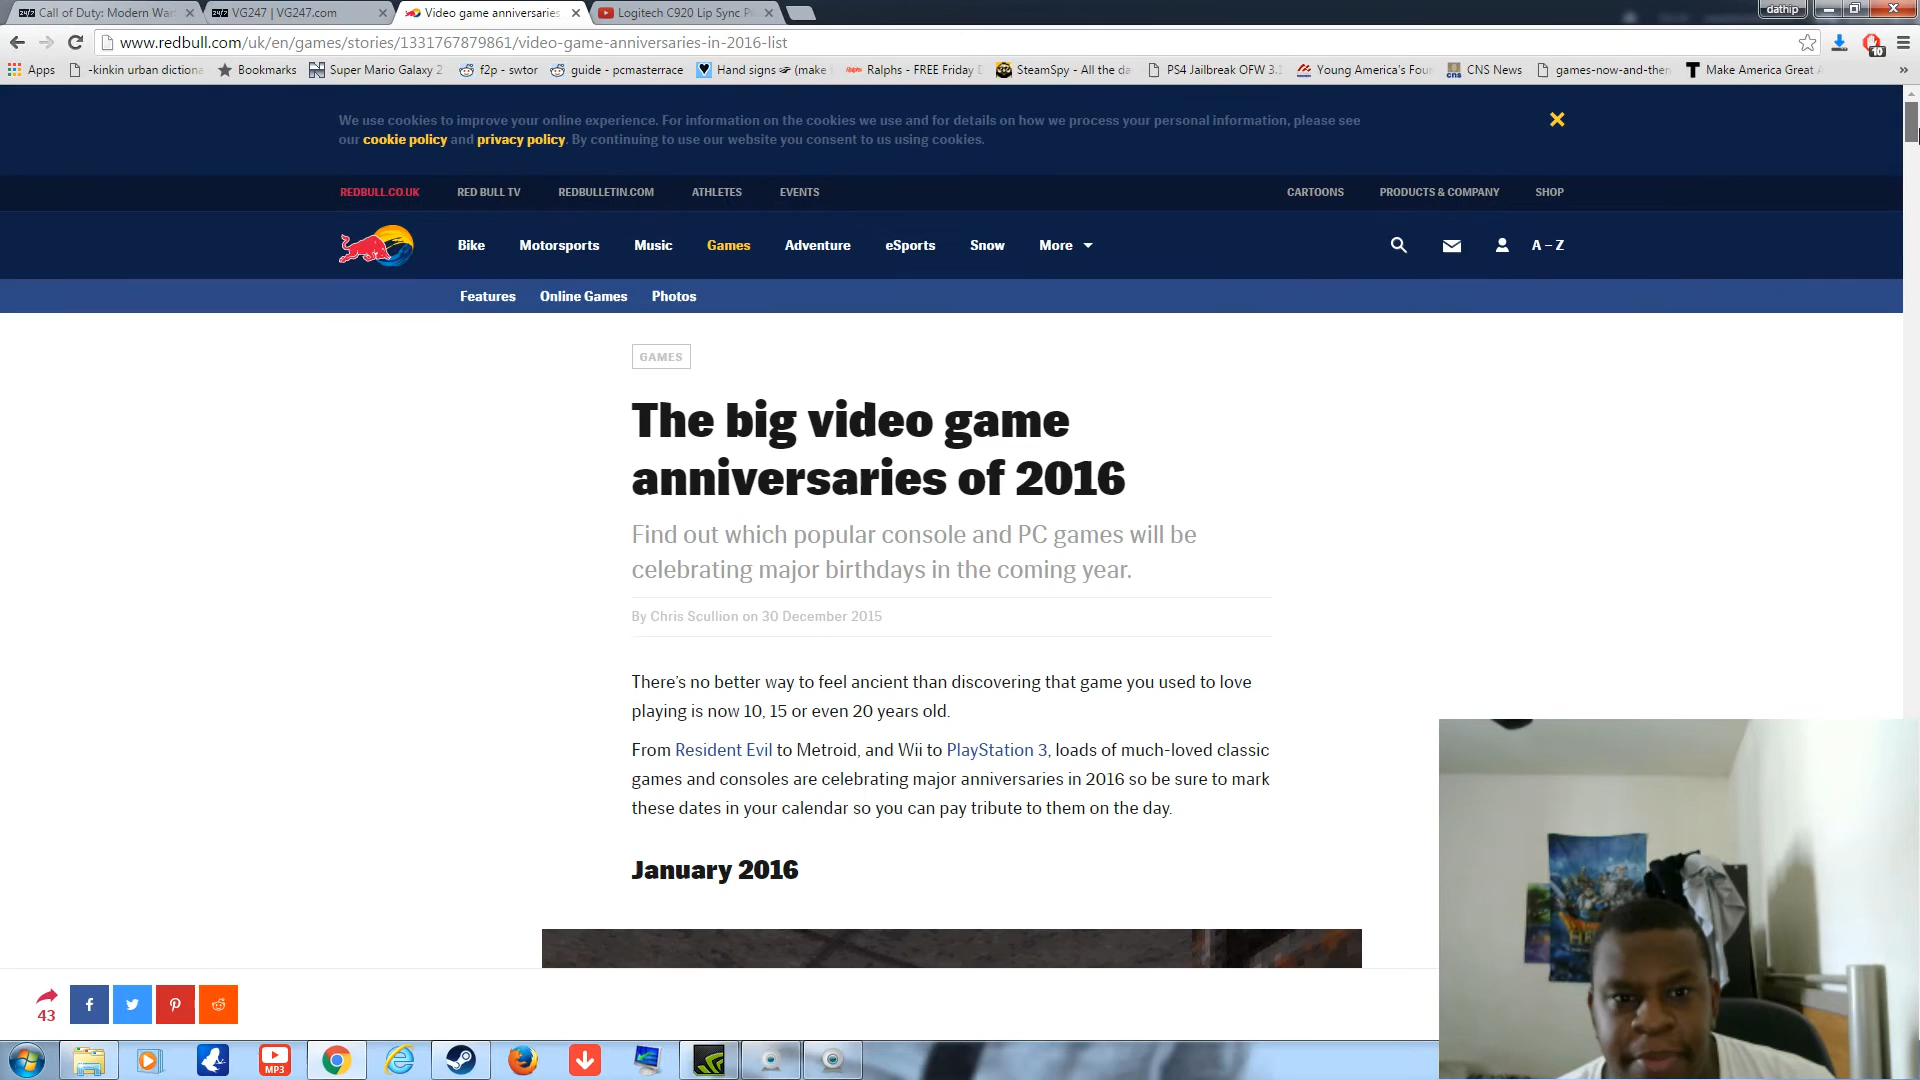 Call of Duty: Modern War
VG247 | VG247.com
Video game anniversaries
Logitech C920 Lip Sync P
dathip
www.redbull.com/uk/en/games/stories/1331767879861/video-game-anniversaries-in-2016-list
10
Apps
-kinkin urban dictiona
Bookmarks
Super Mario Galaxy 2
f2p - swtor
guide - pcmasterrace
Hand signs 👉 (make
Ralphs - FREE Friday
SteamSpy - All the da
PS4 Jailbreak OFW 3.
Young America's Fou
CNS News
games-now-and-then
Make America Great
We use cookies to improve your online experience. For information on the cookies we use and for details on how we process your personal information, please see
our cookie policy and privacy policy. By continuing to use our website you consent to us using cookies.
REDBULL.CO.UK
RED BULL TV
REDBULLETIN.COM
ATHLETES
EVENTS
CARTOONS
PRODUCTS & COMPANY
SHOP
Bike
Motorsports
Music
Games
Adventure
eSports
Snow
More
A – Z
Features
Online Games
Photos
GAMES
The big video game
anniversaries of 2016
Find out which popular console and PC games will be
celebrating major birthdays in the coming year.
By Chris Scullion on 30 December 2015
There's no better way to feel ancient than discovering that game you used to love
playing is now 10, 15 or even 20 years old.
From Resident Evil to Metroid, and Wii to PlayStation 3, loads of much-loved classic
games and consoles are celebrating major anniversaries in 2016 so be sure to mark
these dates in your calendar so you can pay tribute to them on the day.
January 2016
43
MP3